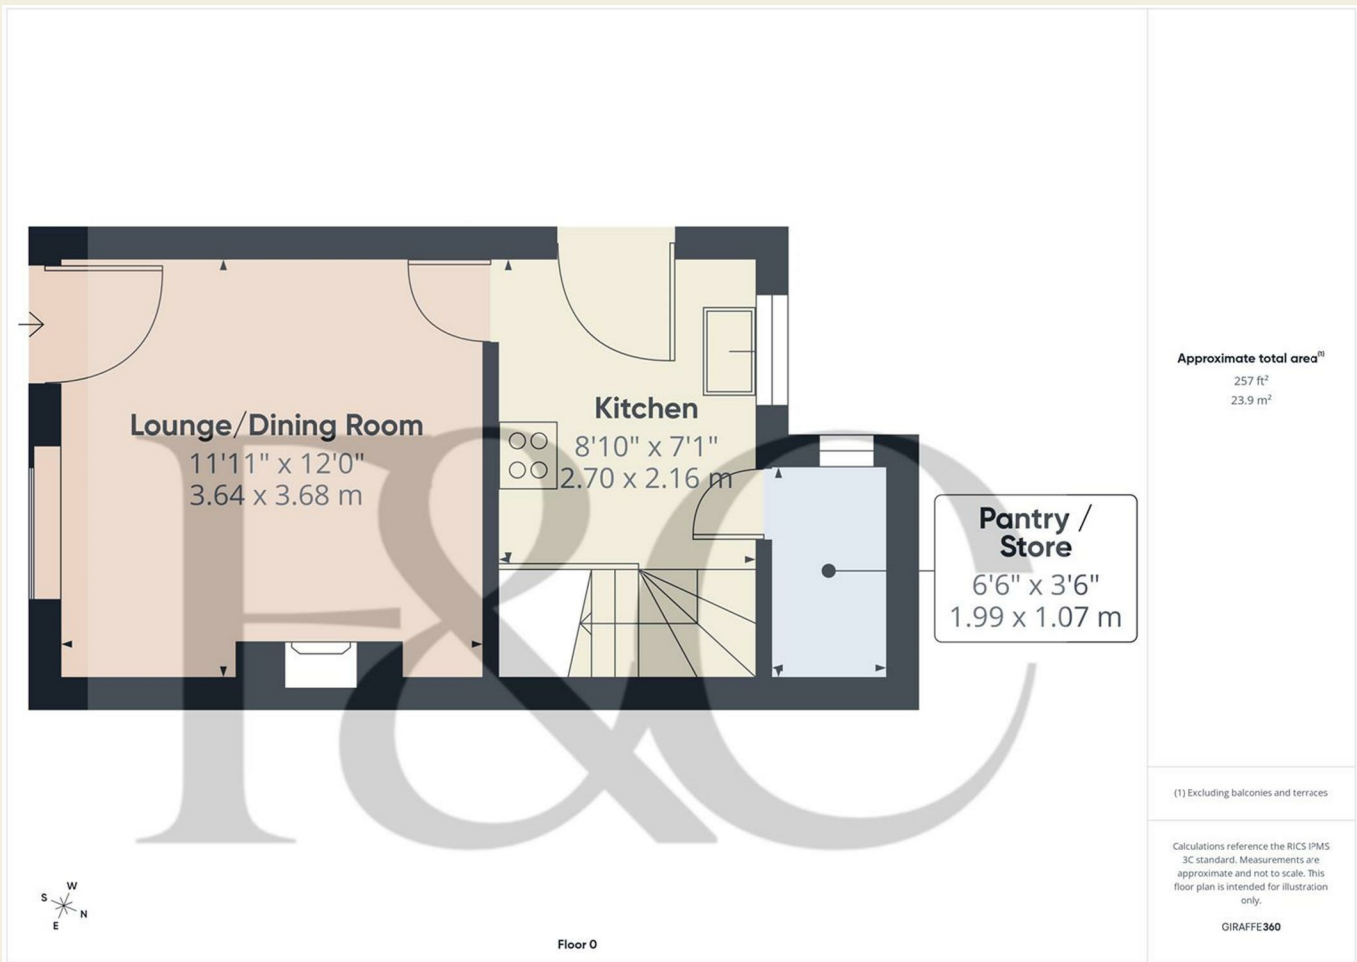 Lounge/Dining Room
11'11" x 12'0"
3.64 x 3.68 m
Kitchen
8'10" x 7'1"
2.70 x 2.16 m
Pantry /
Store
6'6" x 3'6"
1.99 x 1.07 m
F&C
Approximate total area(1)
257 ft²
23.9 m²
(1) Excluding balconies and terraces
Calculations reference the RICS IPMS
3C standard. Measurements are
approximate and not to scale. This
floor plan is intended for illustration
only.
GIRAFFE360
W
S
N
E
Floor 0